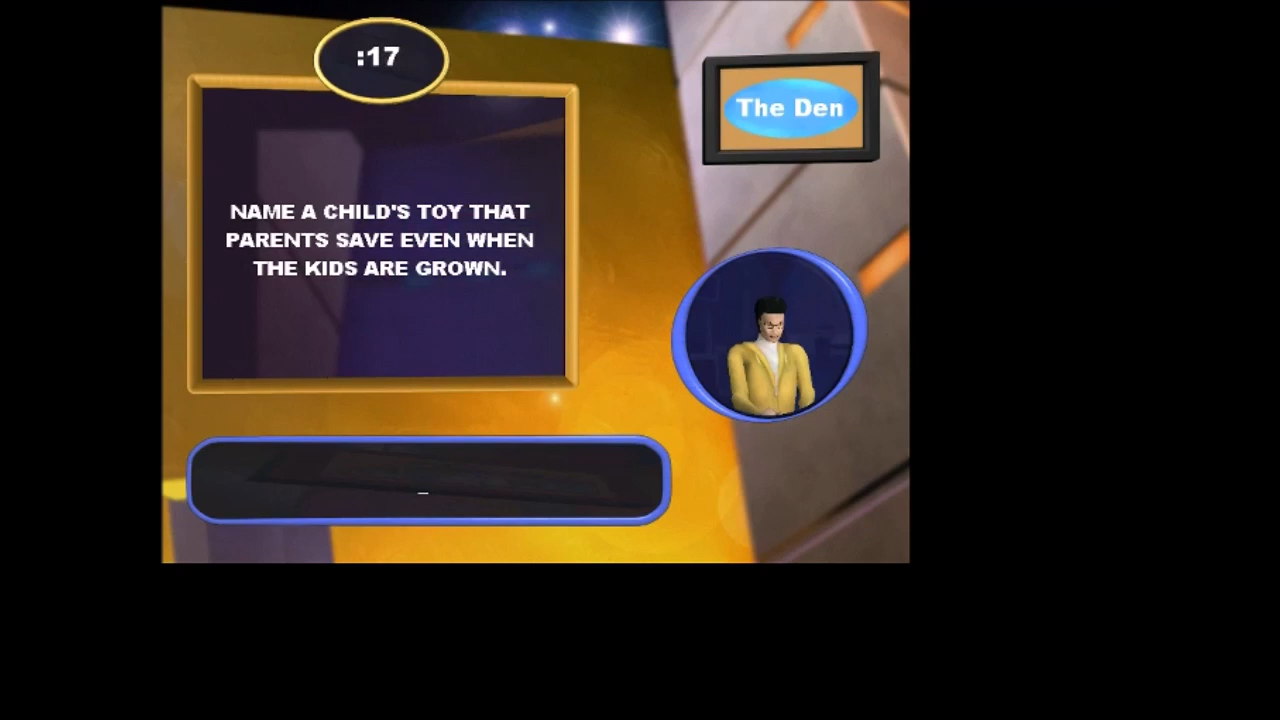 :17
The Den
NAME A CHILD'S TOY THAT
PARENTS SAVE EVEN WHEN
THE KIDS ARE GROWN.
_